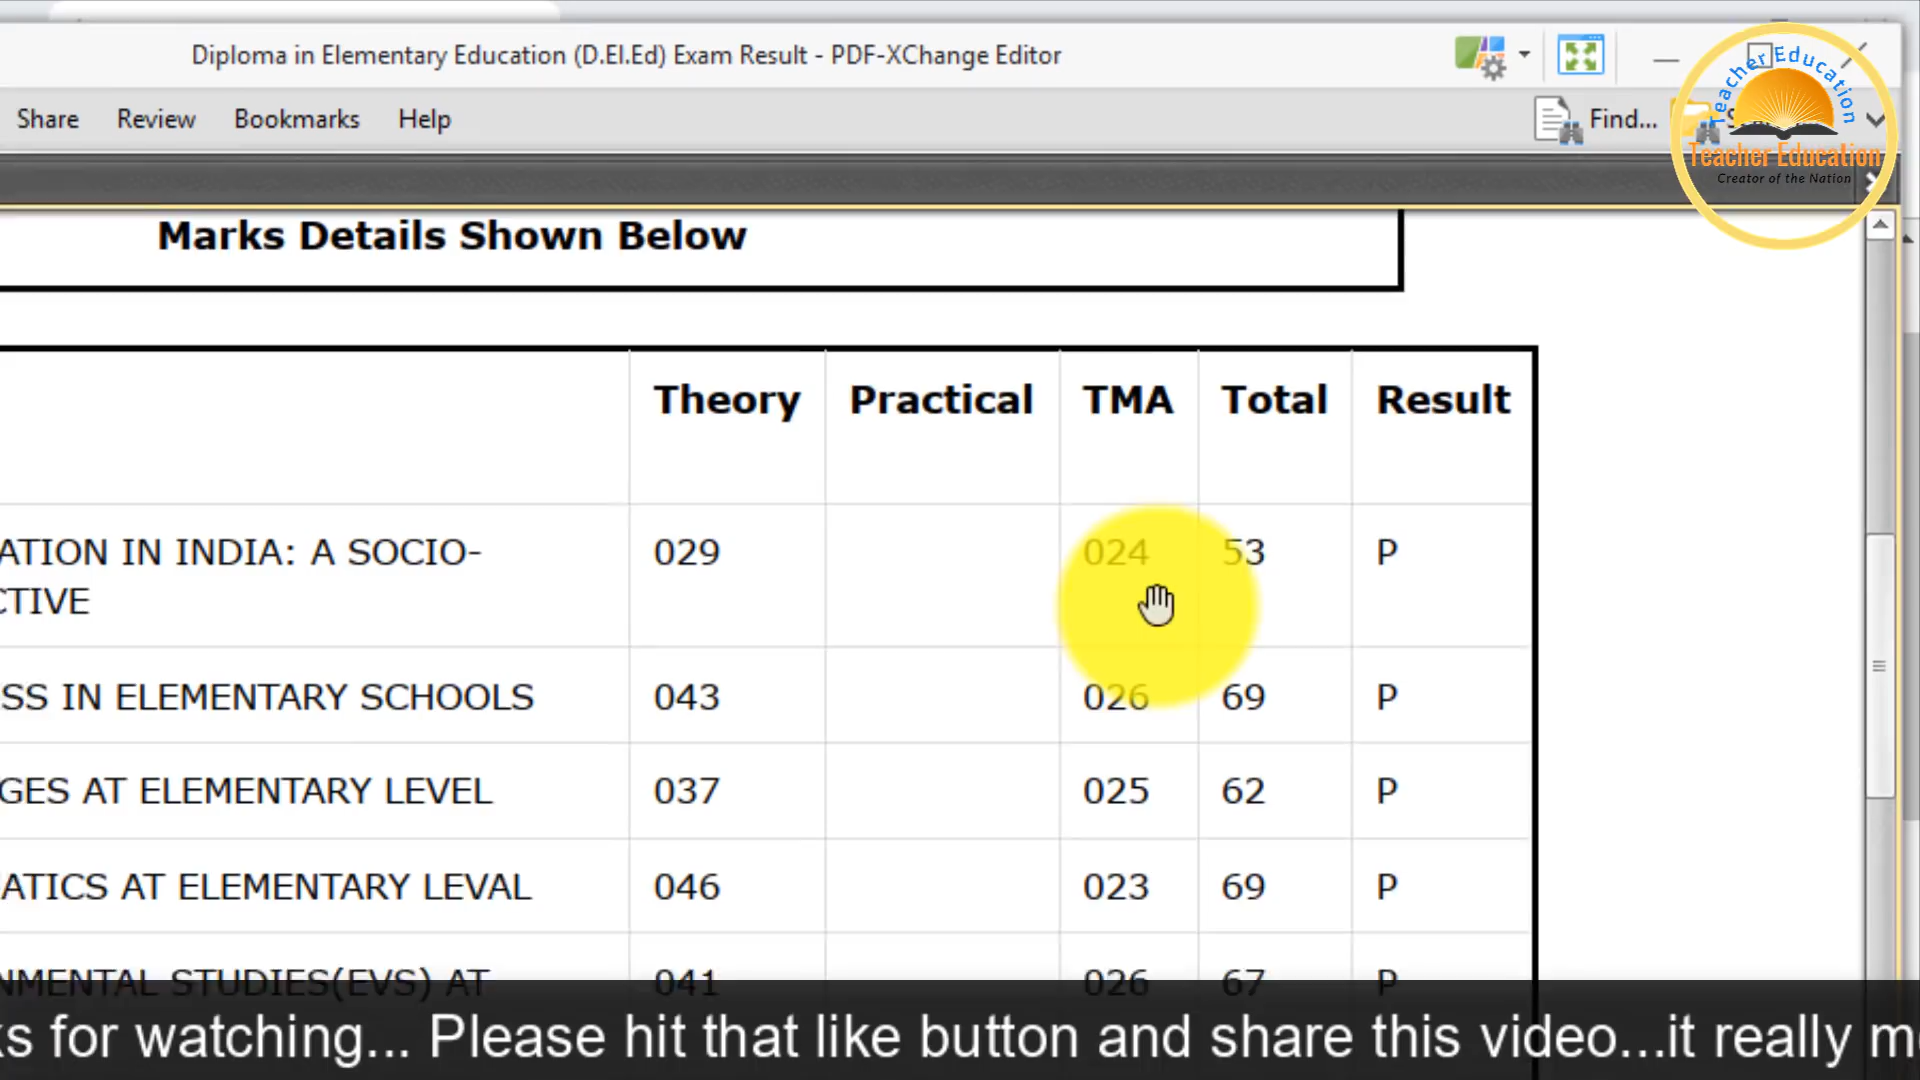 Diploma in Elementary Education (D.El.Ed) Exam Result - PDF-XChange Editor
Share Review Bookmarks Help Find...
Teacher Education
Teacher Education
Creator of the Nation
Marks Details Shown Below
Theory Practical TMA Total Result
ATION IN INDIA: A SOCIO- 029 024 53 P
CTIVE
SS IN ELEMENTARY SCHOOLS 043 026 69 P
GES AT ELEMENTARY LEVEL 037 025 62 P
ATICS AT ELEMENTARY LEVAL 046 023 69 P
NMENTAL STUDIES(EVS) AT 041 026 67 P
ks for watching... Please hit that like button and share this video...it really m